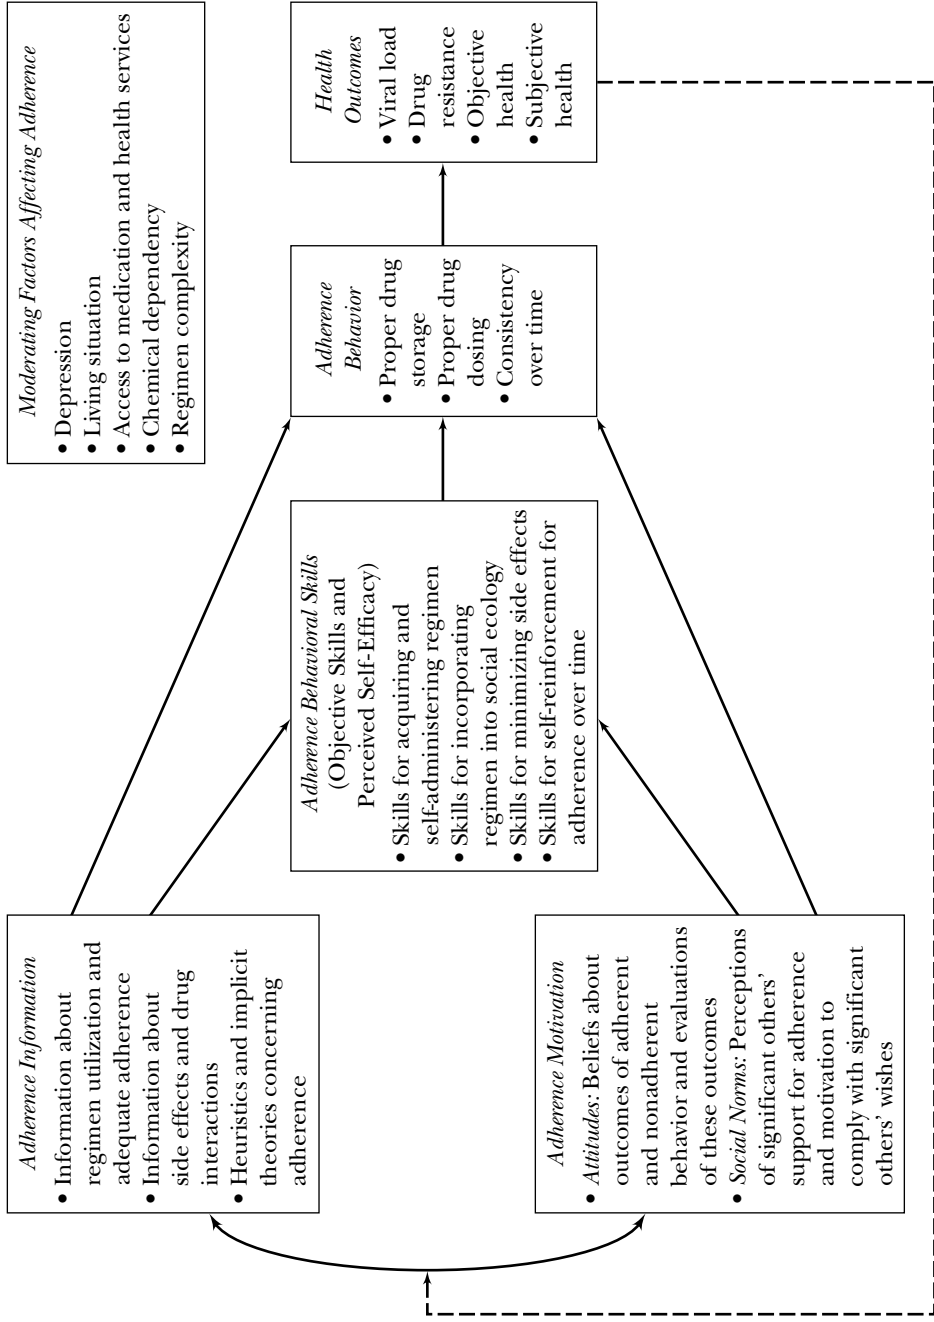 Adherence Information
• Information about
regimen utilization and
adequate adherence
• Information about
side effects and drug
interactions
• Heuristics and implicit
theories concerning
adherence
Adherence Motivation
• Attitudes: Beliefs about
outcomes of adherent
and nonadherent
behavior and evaluations
of these outcomes
• Social Norms: Perceptions
of significant others'
support for adherence
and motivation to
comply with significant
others' wishes
Adherence Behavioral Skills
(Objective Skills and
Perceived Self-Efficacy)
• Skills for acquiring and
self-administering regimen
• Skills for incorporating
regimen into social ecology
• Skills for minimizing side effects
• Skills for self-reinforcement for
adherence over time
Adherence
Behavior
• Proper drug
storage
• Proper drug
dosing
• Consistency
over time
Health
Outcomes
• Viral load
• Drug
resistance
• Objective
health
• Subjective
health
Moderating Factors Affecting Adherence
• Depression
• Living situation
• Access to medication and health services
• Chemical dependency
• Regimen complexity